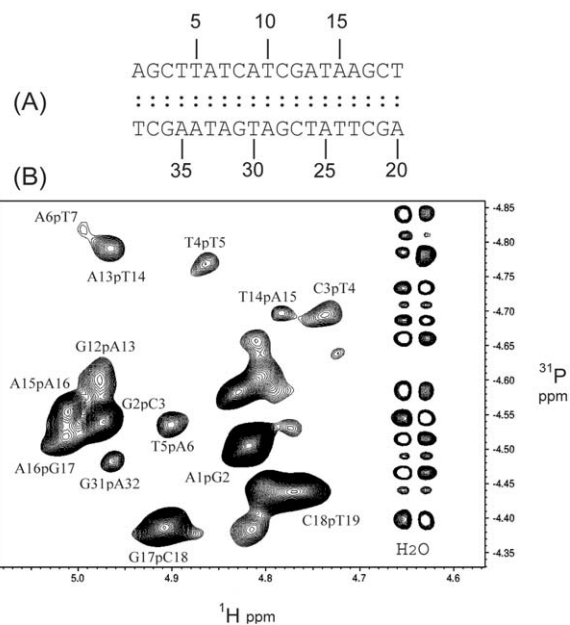 5 10 15
AGCTTATCATCGATAAGCT
(A)
:::::::::::::::::::
TCGAATAGTAGCTATTCGA
35 30 25 20
(B)
-4.85
A6pT7
A13pT14
T4pT5
-4.80
-4.75
T14pA15
C3pT4
-4.70
-4.65
G12pA13
31P
ppm
-4.60
A15pA16
G2pC3
-4.55
T5pA6
A16pG17
G31pA32
A1pG2
-4.50
-4.45
C18pT19
G17pC18
-4.40
H2O
-4.35
5.0 4.9 4.8 4.7 4.6
1H ppm